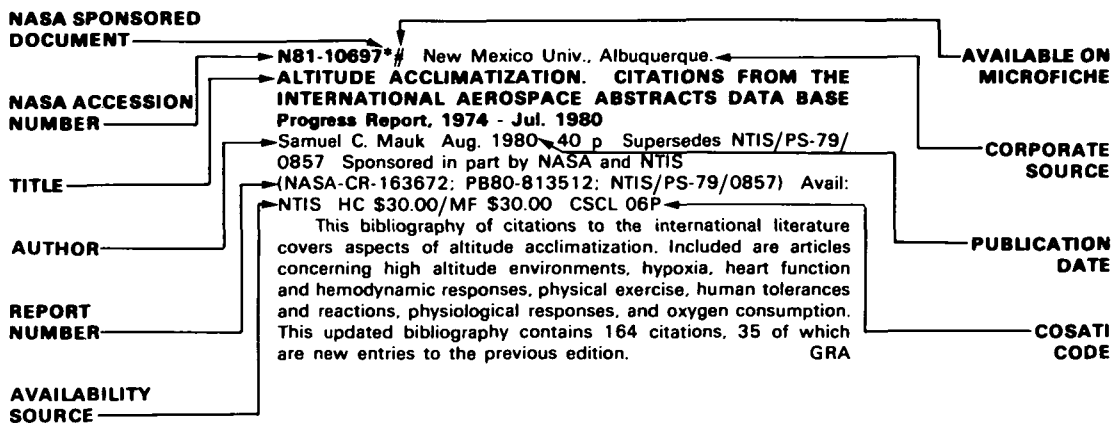 NASA SPONSORED
DOCUMENT
NASA ACCESSION
NUMBER
TITLE
AUTHOR
REPORT
NUMBER
AVAILABILITY
SOURCE
N81-10697*# New Mexico Univ., Albuquerque.
ALTITUDE ACCLIMATIZATION. CITATIONS FROM THE
INTERNATIONAL AEROSPACE ABSTRACTS DATA BASE
Progress Report, 1974 - Jul. 1980
Samuel C. Mauk Aug. 1980 40 p Supersedes NTIS/PS-79/
0857 Sponsored in part by NASA and NTIS
(NASA-CR-163672; PB80-813512; NTIS/PS-79/0857) Avail:
NTIS HC $30.00/MF $30.00 CSCL 06P
This bibliography of citations to the international literature
covers aspects of altitude acclimatization. Included are articles
concerning high altitude environments, hypoxia, heart function
and hemodynamic responses, physical exercise, human tolerances
and reactions, physiological responses, and oxygen consumption.
This updated bibliography contains 164 citations, 35 of which
are new entries to the previous edition. GRA
AVAILABLE ON
MICROFICHE
CORPORATE
SOURCE
PUBLICATION
DATE
COSATI
CODE